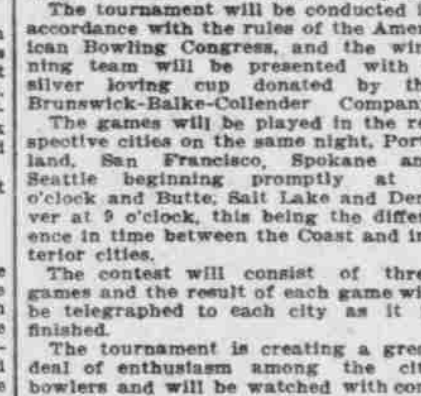 The tournament will be conducted i
accordance with the rules of the Amer
ican Bowling Congress, and the win
ning team will be presented with
silver loving cup donated by th
Brunswick-Balke-Collender Company
The games will be played in the re
spective cities on the same night, Port
land, San Francisco, Spokane an
Seattle beginning promptly at
o'clock and Butte, Salt Lake and Den
ver at 9 o'clock, this being the differ
ence in time between the Coast and in
terior cities.
The contest will consist of thre
games and the result of each game wil
be telegraphed to each city as it
finished.
The tournament is creating a grea
deal of enthusiasm among the cit
bowlers and will be watched with con